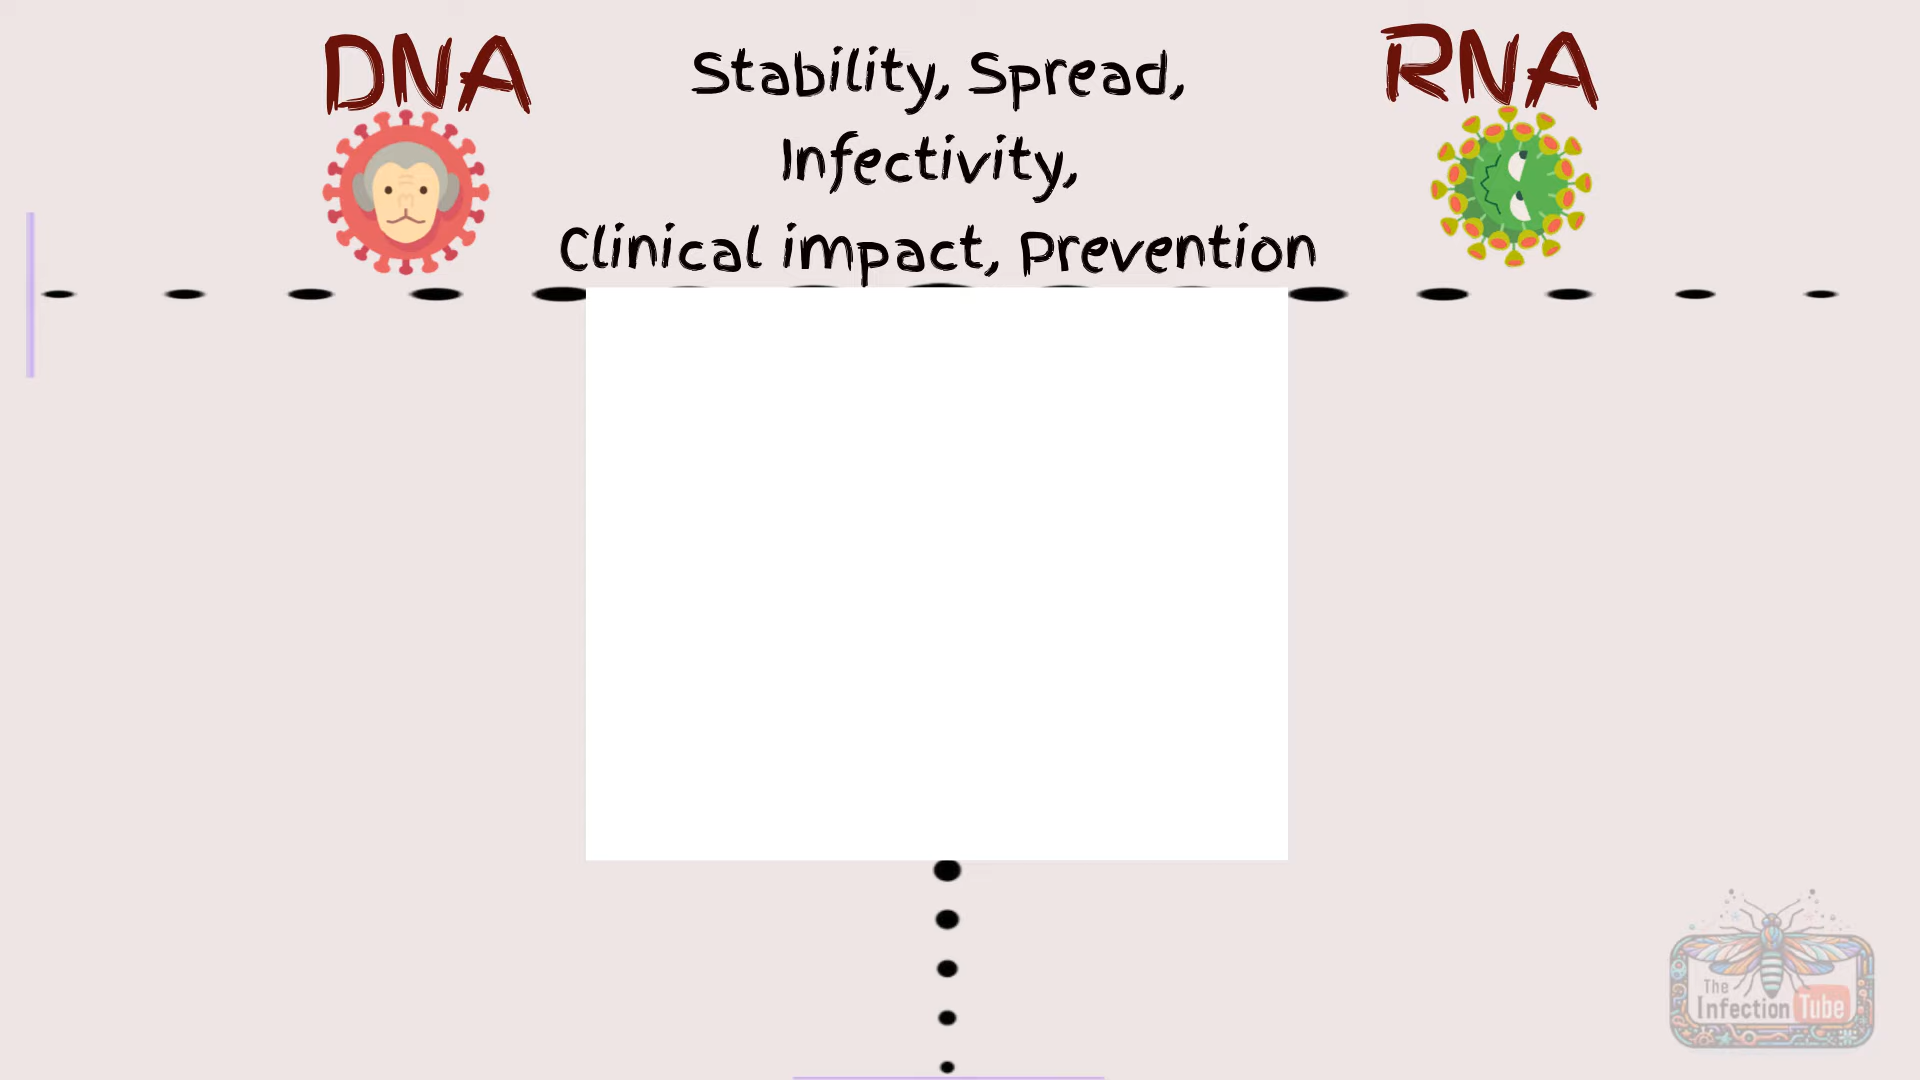 DNA
Stability, Spread,
Infectivity,
Clinical impact, Prevention
RNA
The
Infection Tube